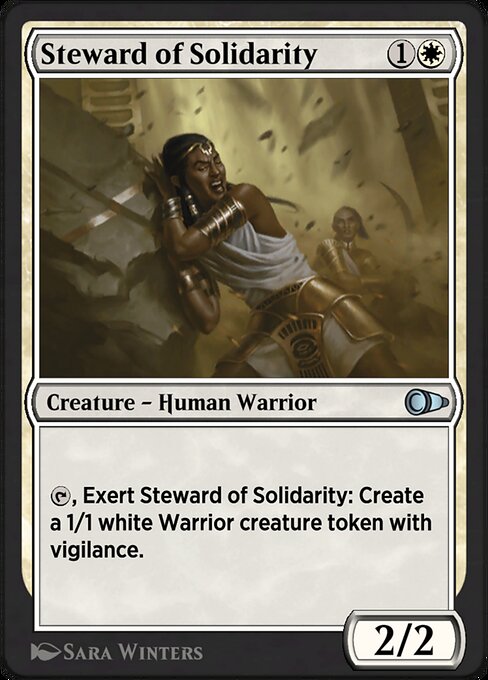 Steward of Solidarity 1
Creature – Human Warrior
, Exert Steward of Solidarity: Create
a 1/1 white Warrior creature token with
vigilance.
2/2
Sara Winters